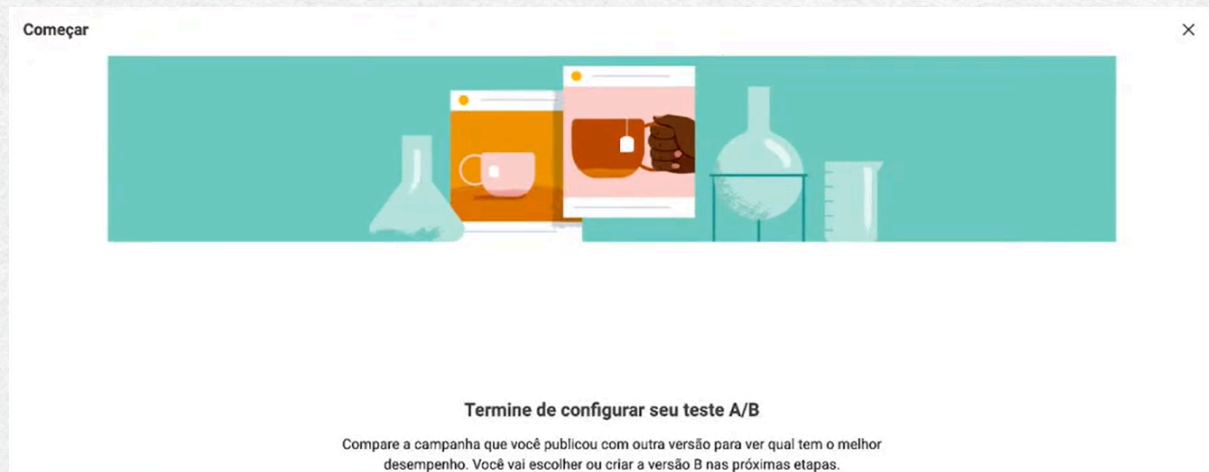 Começar
Termine de configurar seu teste A/B
Compare a campanha que você publicou com outra versão para ver qual tem o melhor
desempenho. Você vai escolher ou criar a versão B nas próximas etapas.